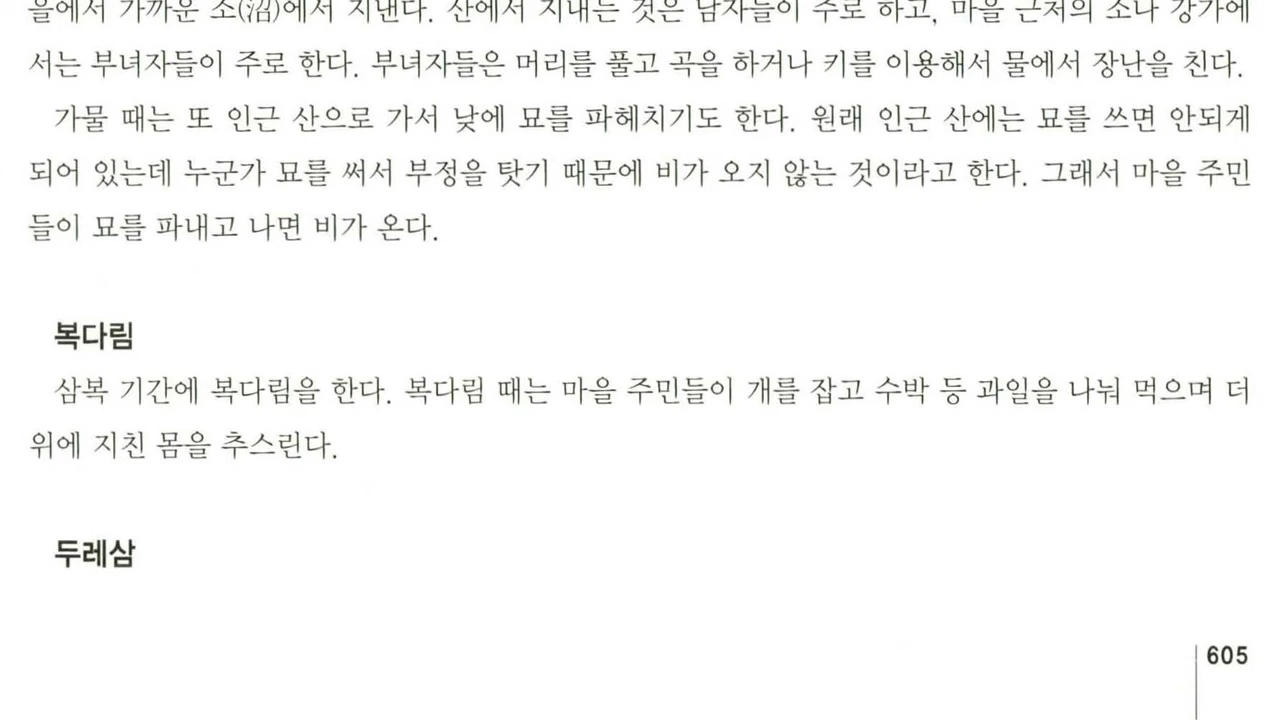 을에서 가까운 소(沼)에서 지낸다. 산에서 지내는 것은 남자들이 주로 하고, 마을 근처의 소나 강가에
서는 부녀자들이 주로 한다. 부녀자들은 머리를 풀고 곡을 하거나 키를 이용해서 물에서 장난을 친다.
가물 때는 또 인근 산으로 가서 낮에 묘를 파헤치기도 한다. 원래 인근 산에는 묘를 쓰면 안되게
되어 있는데 누군가 묘를 써서 부정을 탓기 때문에 비가 오지 않는 것이라고 한다. 그래서 마을 주민
들이 묘를 파내고 나면 비가 온다.
복다림
삼복 기간에 복다림을 한다. 복다림 때는 마을 주민들이 개를 잡고 수박 등 과일을 나눠 먹으며 더
위에 지친 몸을 추스린다.
두레삼
605